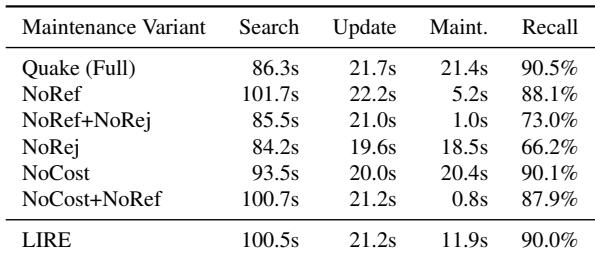 Maintenance Variant Search Update Maint. Recall
Quake (Full) 86.3s 21.7s 21.4s 90.5%
NoRef 101.7s 22.2s 5.2s 88.1%
NoRef+NoRej 85.5s 21.0s 1.0s 73.0%
NoRej 84.2s 19.6s 18.5s 66.2%
NoCost 93.5s 20.0s 20.4s 90.1%
NoCost+NoRef 100.7s 21.2s 0.8s 87.9%
LIRE 100.5s 21.2s 11.9s 90.0%